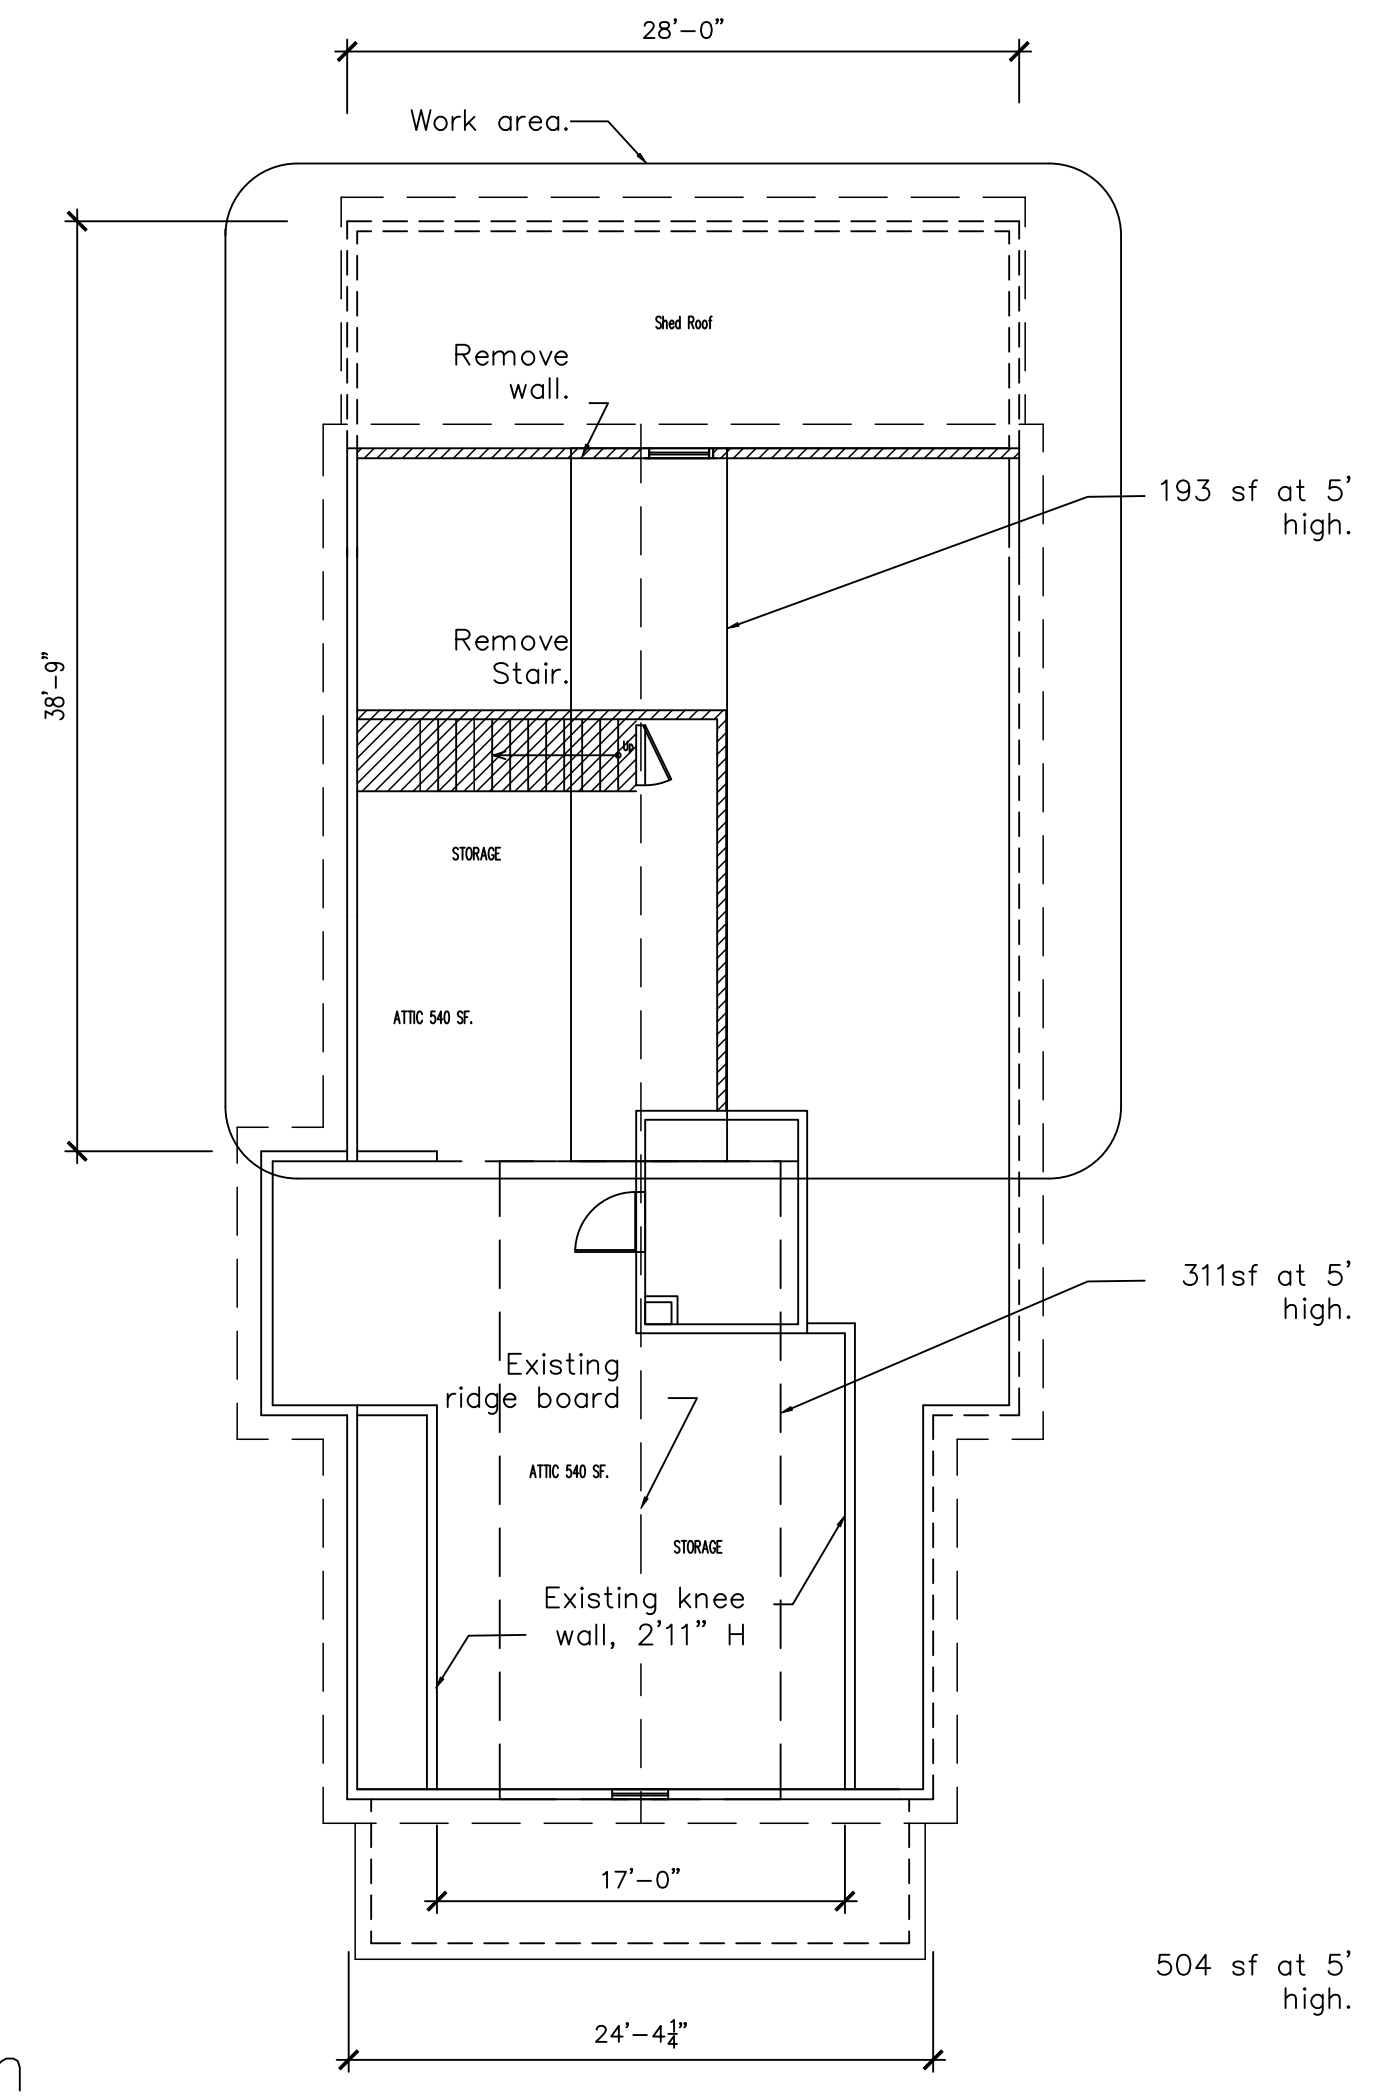 28'-0"
Work area.
Shed Roof
Remove
wall.
193 sf at 5'
high.
38'-9"
Remove
Stair.
Up
STORAGE
ATTIC 540 SF.
311sf at 5'
high.
Existing
ridge board
ATTIC 540 SF.
STORAGE
Existing knee
wall, 2'11" H
17'-0"
504 sf at 5'
high.
24'-4¼"
n